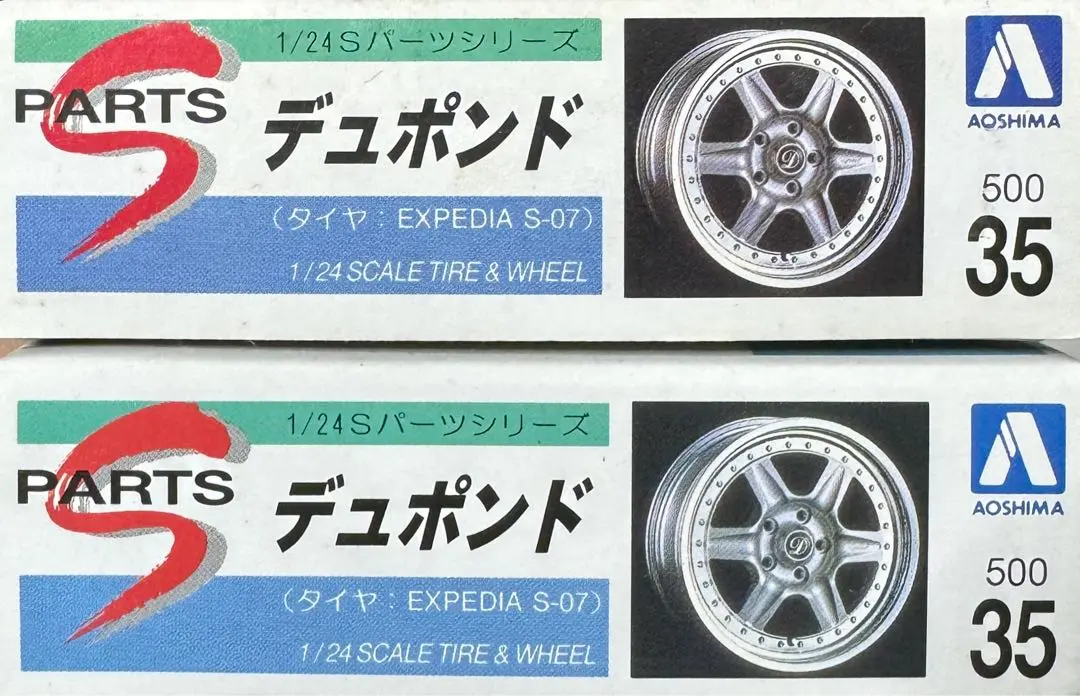 1/24Sパーツシリーズ
S PARTS
デュポンド
(タイヤ:EXPEDIA S-07)
1/24 SCALE TIRE & WHEEL
D
AOSHIMA
500
35
1/24Sパーツシリーズ
S PARTS
デュポンド
(タイヤ:EXPEDIA S-07)
1/24 SCALE TIRE & WHEEL
D
AOSHIMA
500
35